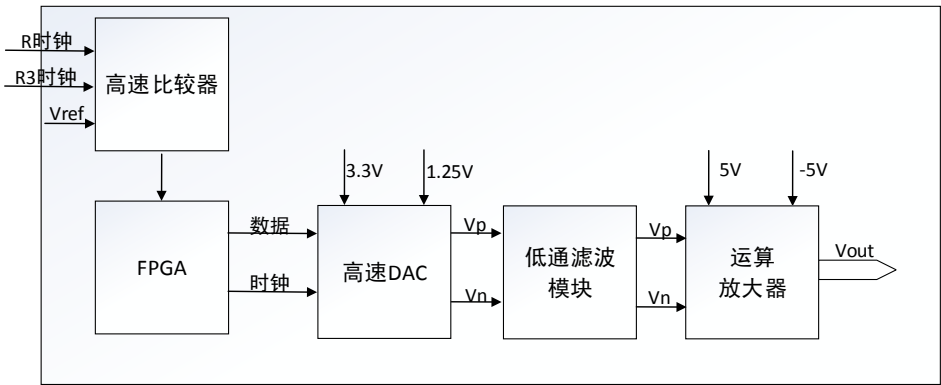 R时钟
R3时钟
Vref
高速比较器
3.3V
1.25V
5V
-5V
FPGA
数据
时钟
高速DAC
Vp
Vn
低通滤波
模块
Vp
Vn
运算
放大器
Vout